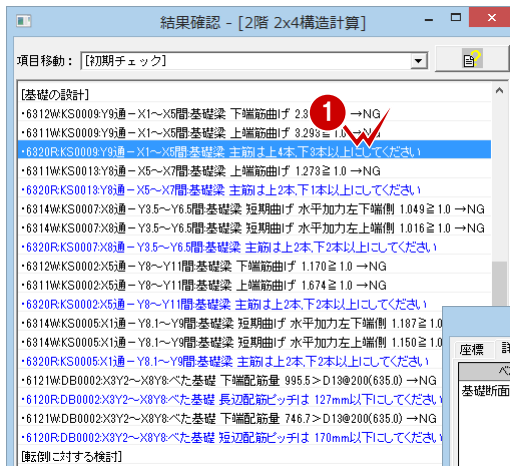 結果確認 - [2階 2x4構造計算]
項目移動： [初期チェック]
[基礎の設計]
･6312W:KS0009:Y9通－X1～X5間:基礎梁 下端筋曲げ 2.3 →NG
･6311W:KS0009:Y9通－X1～X5間:基礎梁 上端筋曲げ 3.293≧1.0 →NG
1
･6320R:KS0009:Y9通－X1～X5間:基礎梁 主筋は上4本,下3本以上にしてください
･6311W:KS0013:Y8通－X5～X7間:基礎梁 上端筋曲げ 1.273≧1.0 →NG
･6320R:KS0013:Y8通－X5～X7間:基礎梁 主筋は上2本,下1本以上にしてください
･6314W:KS0007:X8通－Y3.5～Y6.5間:基礎梁 短期曲げ 水平加力左下端側 1.049≧1.0 →NG
･6314W:KS0007:X8通－Y3.5～Y6.5間:基礎梁 短期曲げ 水平加力左上端側 1.016≧1.0 →NG
･6320R:KS0007:X8通－Y3.5～Y6.5間:基礎梁 主筋は上2本,下2本以上にしてください
･6312W:KS0002:X5通－Y8～Y11間:基礎梁 下端筋曲げ 1.170≧1.0 →NG
･6311W:KS0002:X5通－Y8～Y11間:基礎梁 上端筋曲げ 1.674≧1.0 →NG
･6320R:KS0002:X5通－Y8～Y11間:基礎梁 主筋は上2本,下2本以上にしてください
･6314W:KS0005:X1通－Y8.1～Y9間:基礎梁 短期曲げ 水平加力左下端側 1.187≧1.0
･6314W:KS0005:X1通－Y8.1～Y9間:基礎梁 短期曲げ 水平加力左上端側 1.150≧1.0
･6320R:KS0005:X1通－Y8.1～Y9間:基礎梁 主筋は上2本,下2本以上にしてください
･6121W:DB0002:X3Y2～X8Y8:べた基礎 下端配筋量 995.5＞D13@200(635.0) →NG
･6120R:DB0002:X3Y2～X8Y8:べた基礎 長辺配筋ピッチは 127mm以下にしてください
･6121W:DB0002:X3Y2～X8Y8:べた基礎 下端配筋量 746.7＞D13@200(635.0) →NG
･6120R:DB0002:X3Y2～X8Y8:べた基礎 短辺配筋ピッチは 170mm以下にしてください
[転倒に対する検討]
座標
基礎断面